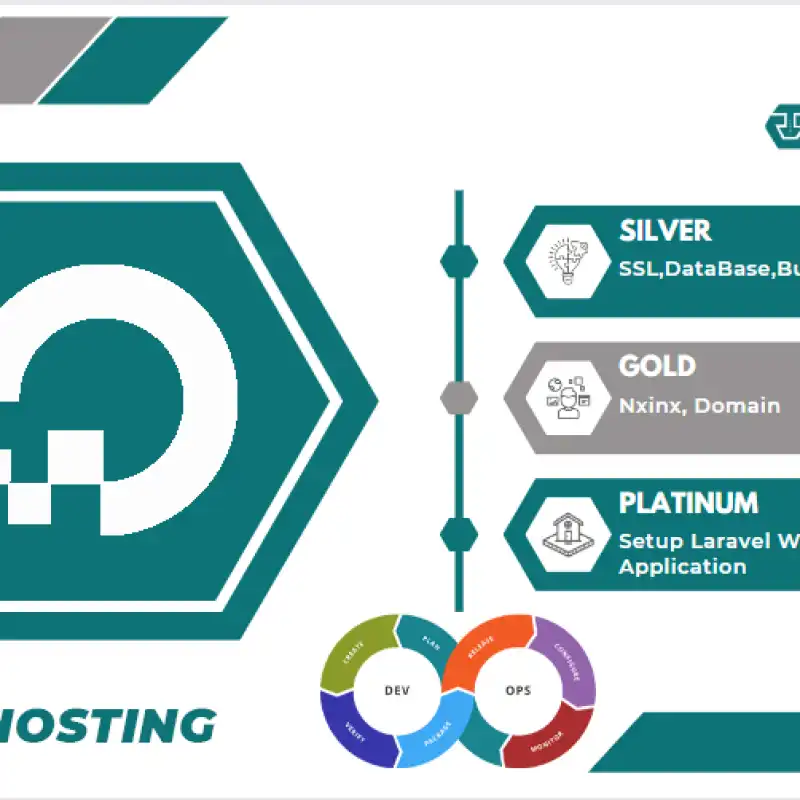 SILVER
SSL,DataBase,Bu
GOLD
Nxinx, Domain
PLATINUM
Setup Laravel W
Application
CREATE
PLAN
RELEASE
CONFIGURE
DEV
OPS
VERIFY
PACKAGE
MONITOR
HOSTING